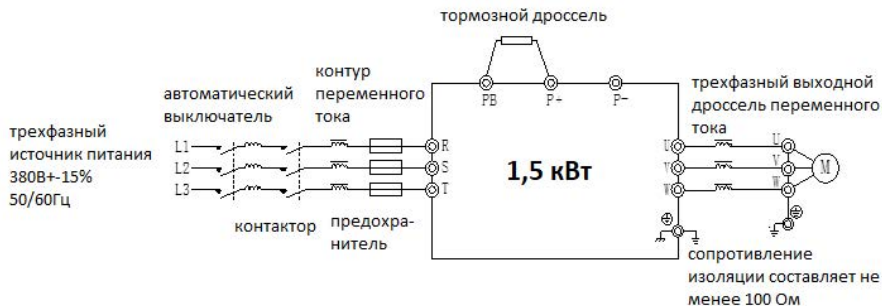 тормозной дроссель
автоматический
выключатель
контур
переменного
тока
PB
P+
P-
трехфазный выходной
дроссель переменного
тока
трехфазный
источник питания
380В+-15%
50/60Гц
L1
L2
L3
R
S
T
1,5 кВт
U
V
W
U
V
W
M
контактор
предохра-
нитель
сопротивление
изоляции составляет не
менее 100 Ом